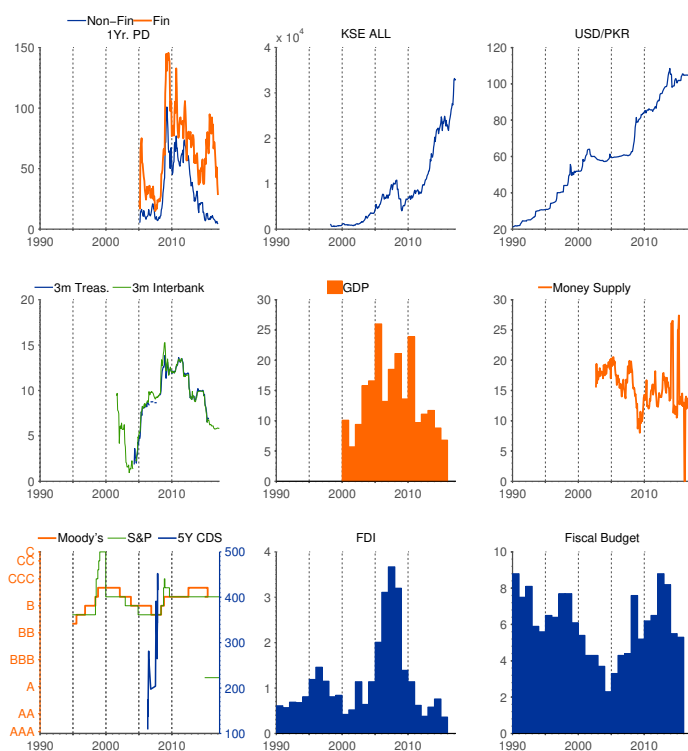 Non-Fin Fin
1Yr. PD
150
100
50
0
1990 2000 2010
× 10⁴ KSE ALL
4
3
2
1
0
1990 2000 2010
USD/PKR
120
100
80
60
40
20
1990 2000 2010
3m Treas. 3m Interbank
20
15
10
5
0
1990 2000 2010
GDP
30
25
20
15
10
5
0
1990 2000 2010
Money Supply
30
25
20
15
10
5
0
1990 2000 2010
Moody's S&P 5Y CDS
C
CC
CCC
B
BB
BBB
A
AA
AAA
500
400
300
200
100
1990 2000 2010
FDI
4
3
2
1
0
1990 2000 2010
Fiscal Budget
10
8
6
4
2
0
1990 2000 2010